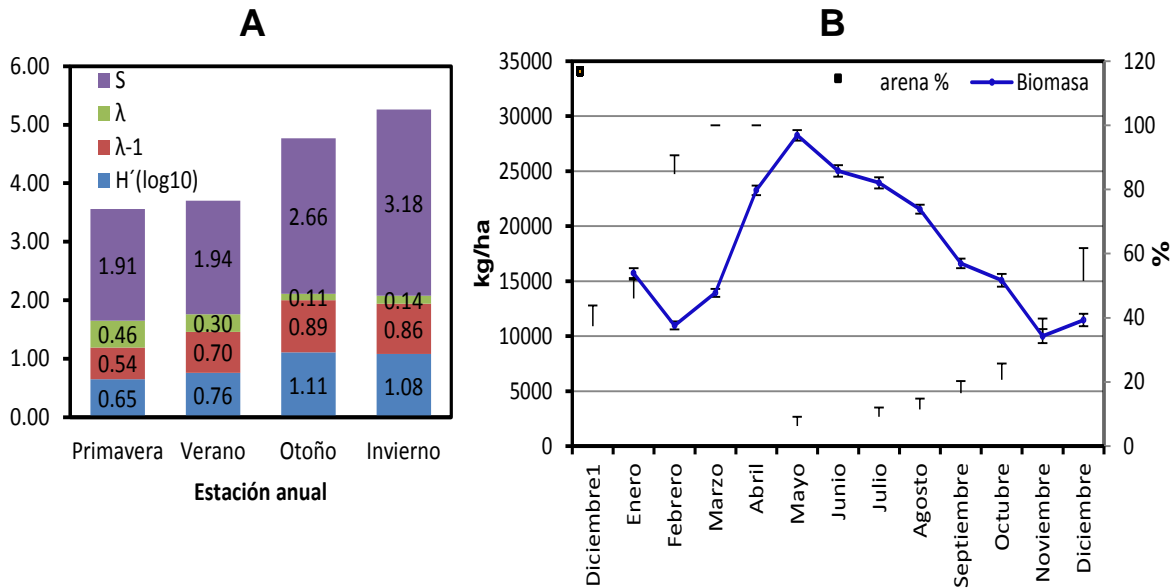 A
6.00
5.00
4.00
3.00
2.00
1.00
0.00
S
λ
λ-1
H´(log10)
1.91 1.94 2.66 3.18
0.46 0.30 0.11 0.14
0.54 0.70 0.89 0.86
0.65 0.76 1.11 1.08
Primavera Verano Otoño Invierno
Estación anual
B
35000
30000
25000
20000
15000
10000
5000
0
kg/ha
arena % Biomasa
120
100
80
60
40
20
0
%
Diciembre1
Enero
Febrero
Marzo
Abril
Mayo
Junio
Julio
Agosto
Septiembre
Octubre
Noviembre
Diciembre